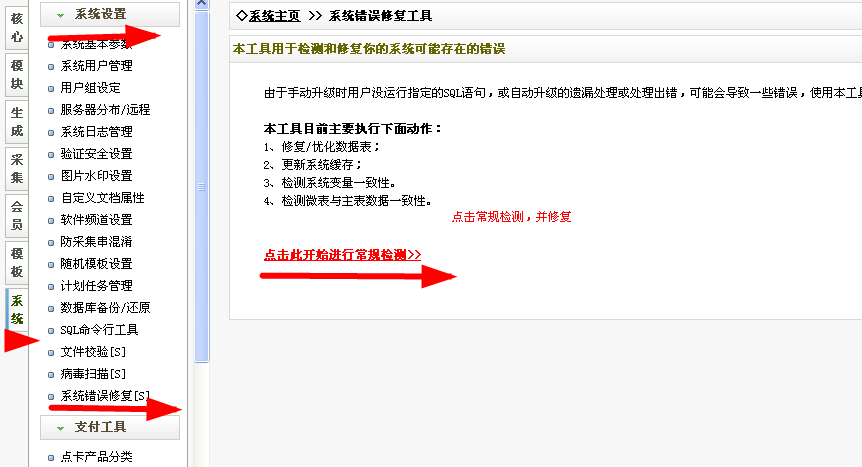 核心
模块
生成
采集
会员
模板
系统
系统设置
系统基本参数
系统用户管理
用户组设定
服务器分布/远程
系统日志管理
验证安全设置
图片水印设置
自定义文档属性
软件频道设置
防采集串混淆
随机模板设置
计划任务管理
数据库备份/还原
SQL命令行工具
文件校验[S]
病毒扫描[S]
系统错误修复[S]
支付工具
点卡产品分类
◇系统主页 >> 系统错误修复工具
本工具用于检测和修复你的系统可能存在的错误
由于手动升级时用户没运行指定的SQL语句，或自动升级的遗漏处理或处理出错，可能会导致一些错误，使用本工具
本工具目前主要执行下面动作：
1、修复/优化数据表；
2、更新系统缓存；
3、检测系统变量一致性。
4、检测微表与主表数据一致性。
点击常规检测，并修复
点击此开始进行常规检测>>